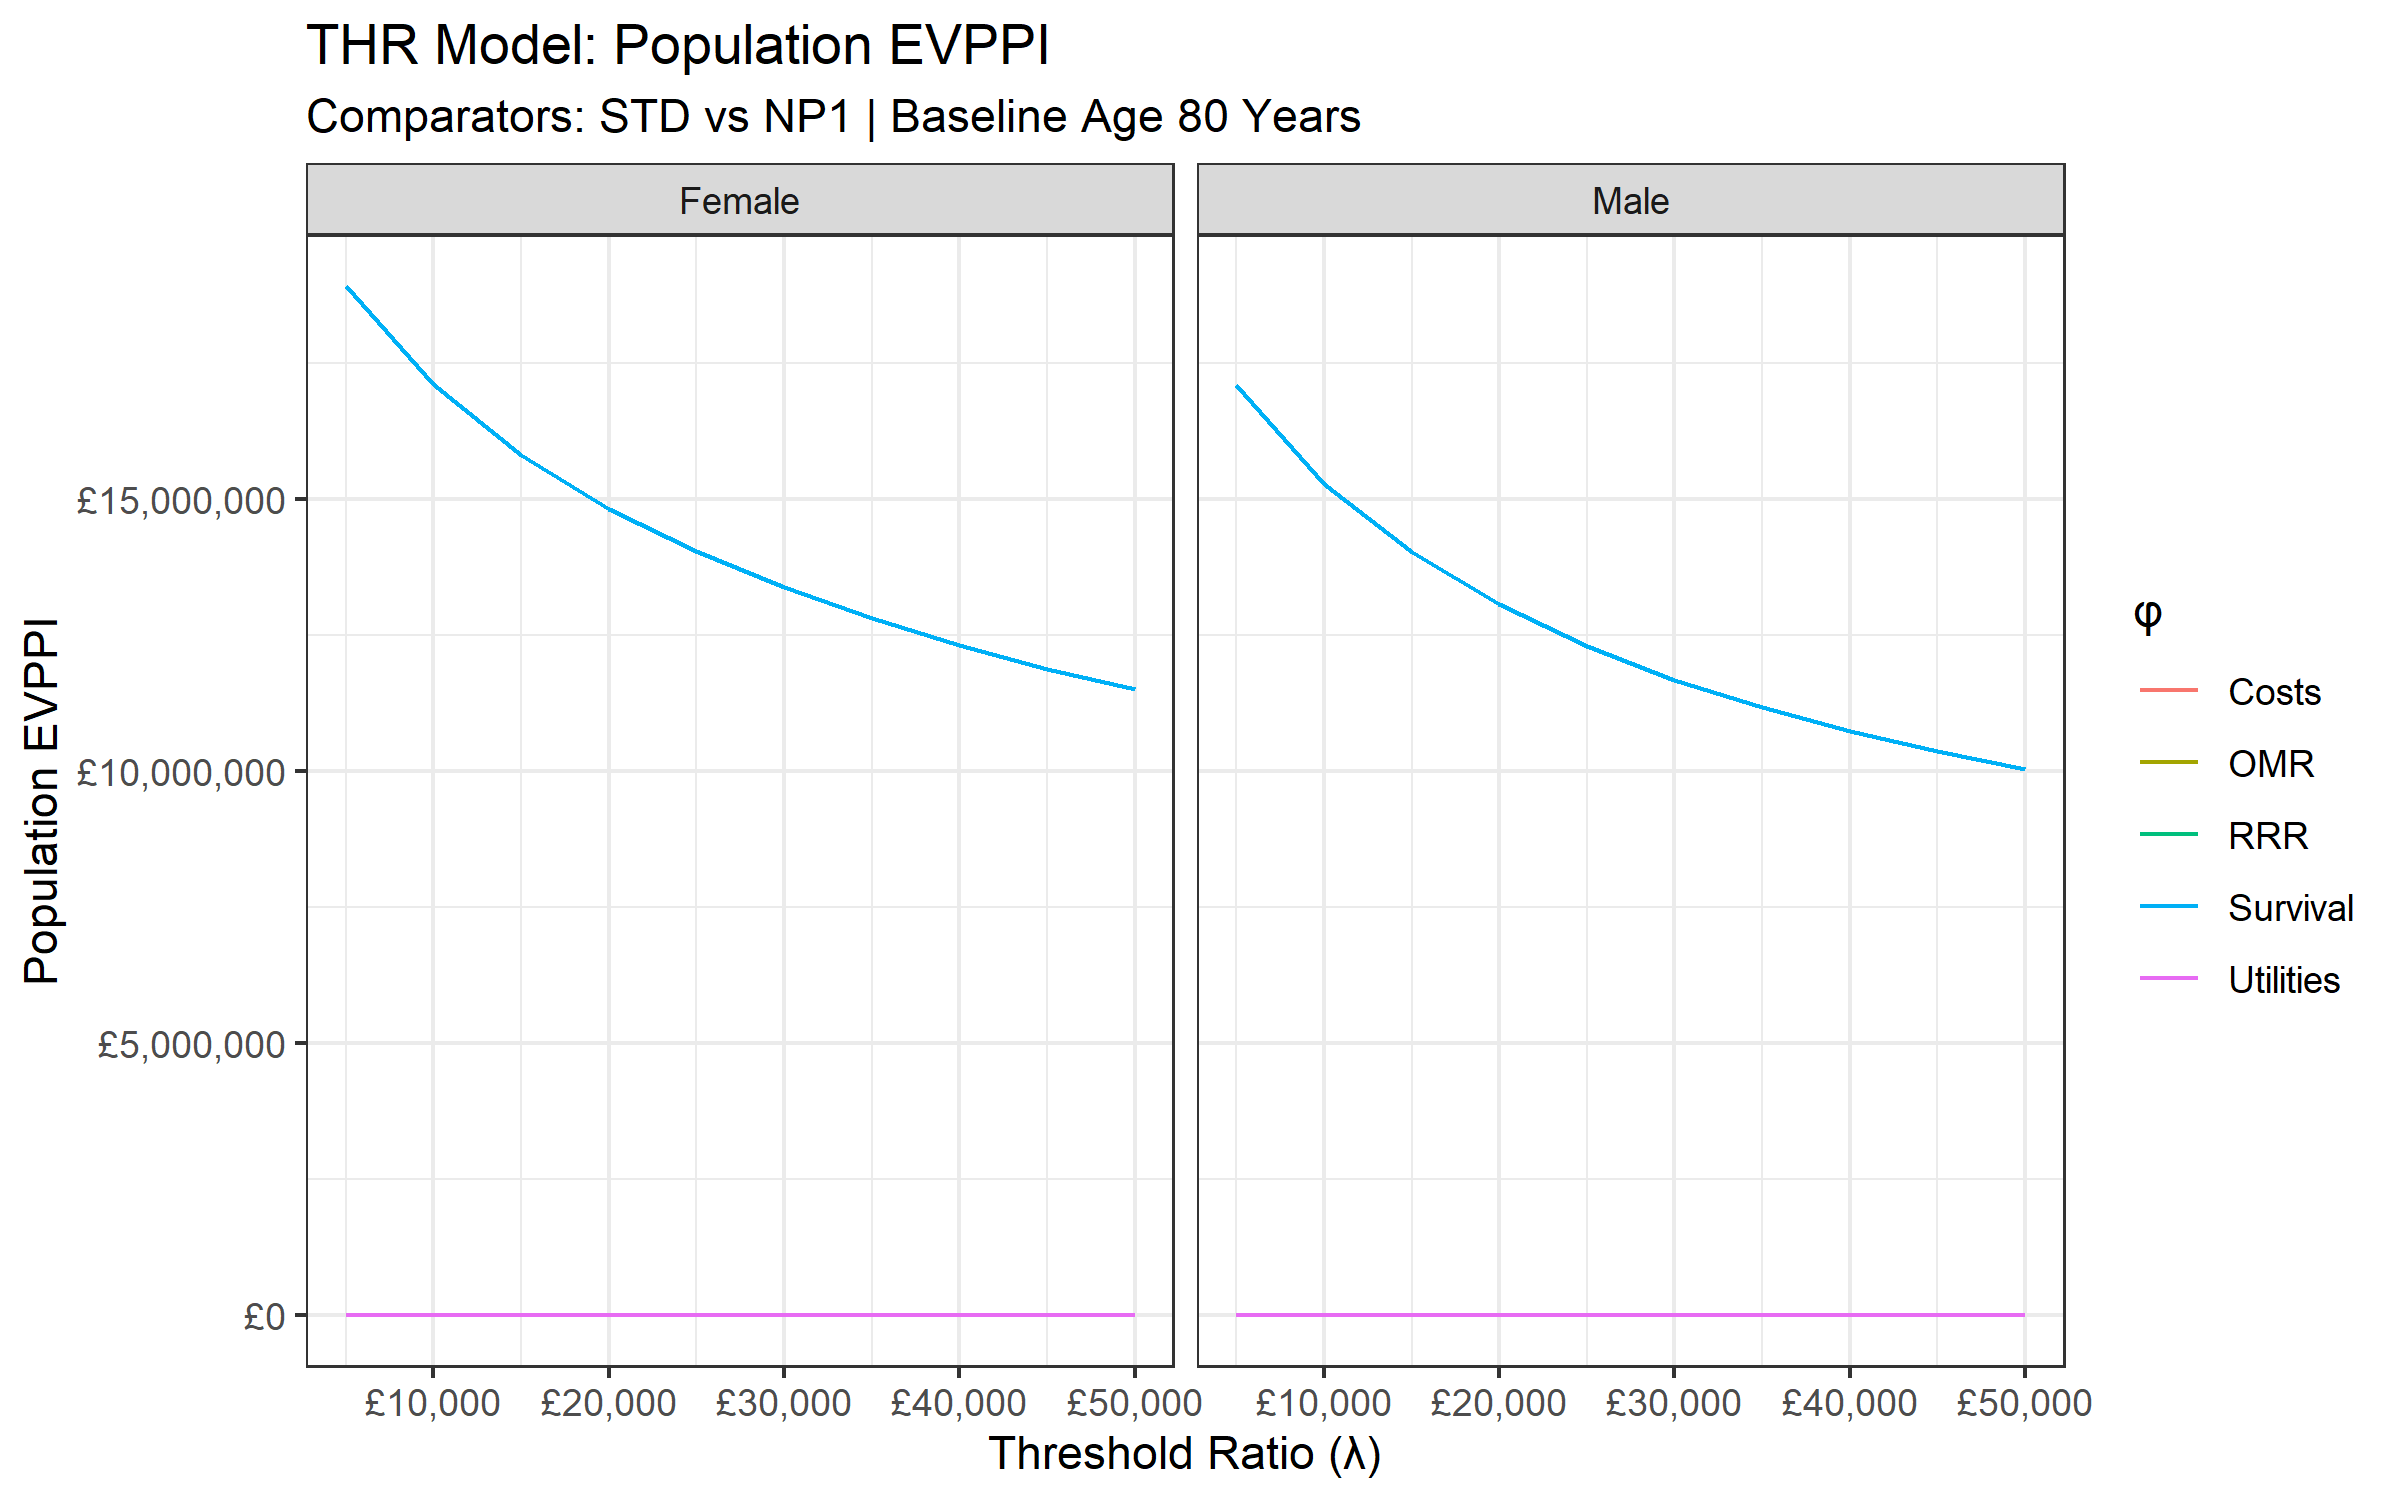 THR Model: Population EVPPI
Comparators: STD vs NP1 | Baseline Age 80 Years
Female
Male
Population EVPPI
£15,000,000
£10,000,000
£5,000,000
£0
£10,000 £20,000 £30,000 £40,000 £50,000
£10,000 £20,000 £30,000 £40,000 £50,000
Threshold Ratio (λ)
φ
Costs
OMR
RRR
Survival
Utilities